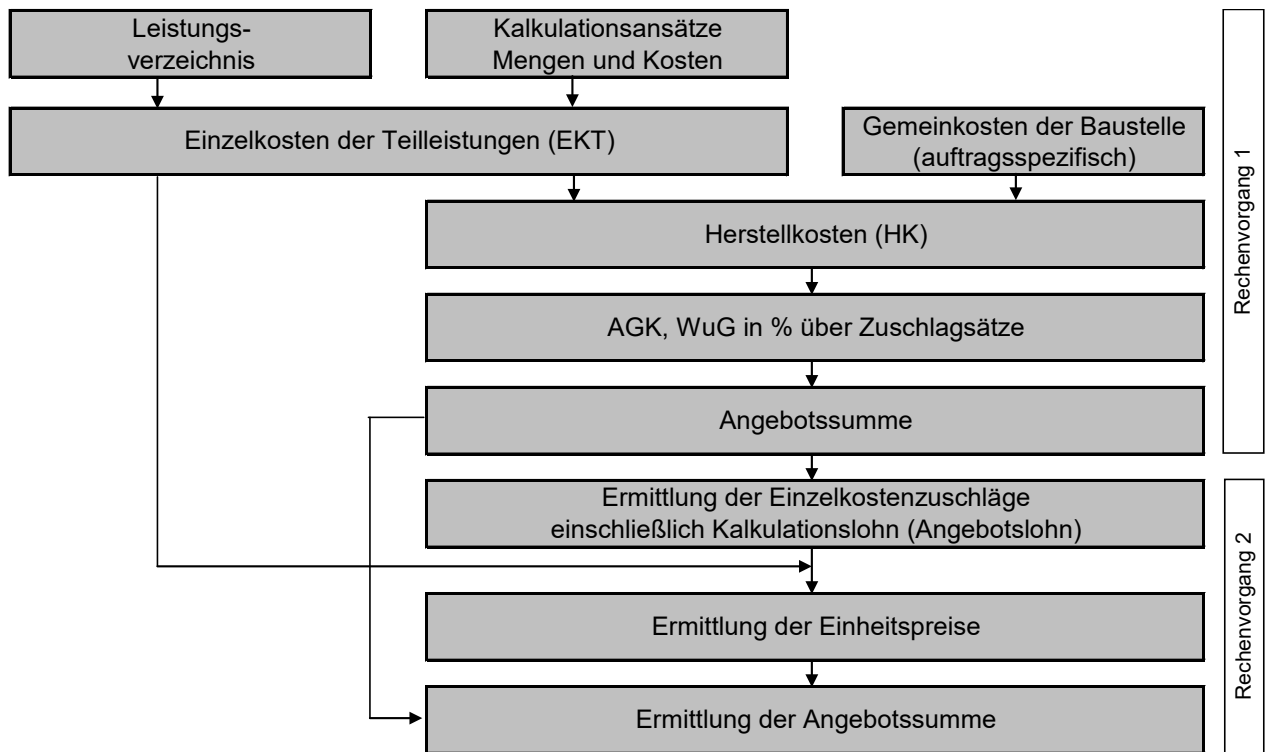 Leistungs-
verzeichnis
Kalkulationsansätze
Mengen und Kosten
Einzelkosten der Teilleistungen (EKT)
Gemeinkosten der Baustelle
(auftragsspezifisch)
Herstellkosten (HK)
AGK, WuG in % über Zuschlagsätze
Angebotssumme
Rechenvorgang 1
Ermittlung der Einzelkostenzuschläge
einschließlich Kalkulationslohn (Angebotslohn)
Ermittlung der Einheitspreise
Ermittlung der Angebotssumme
Rechenvorgang 2